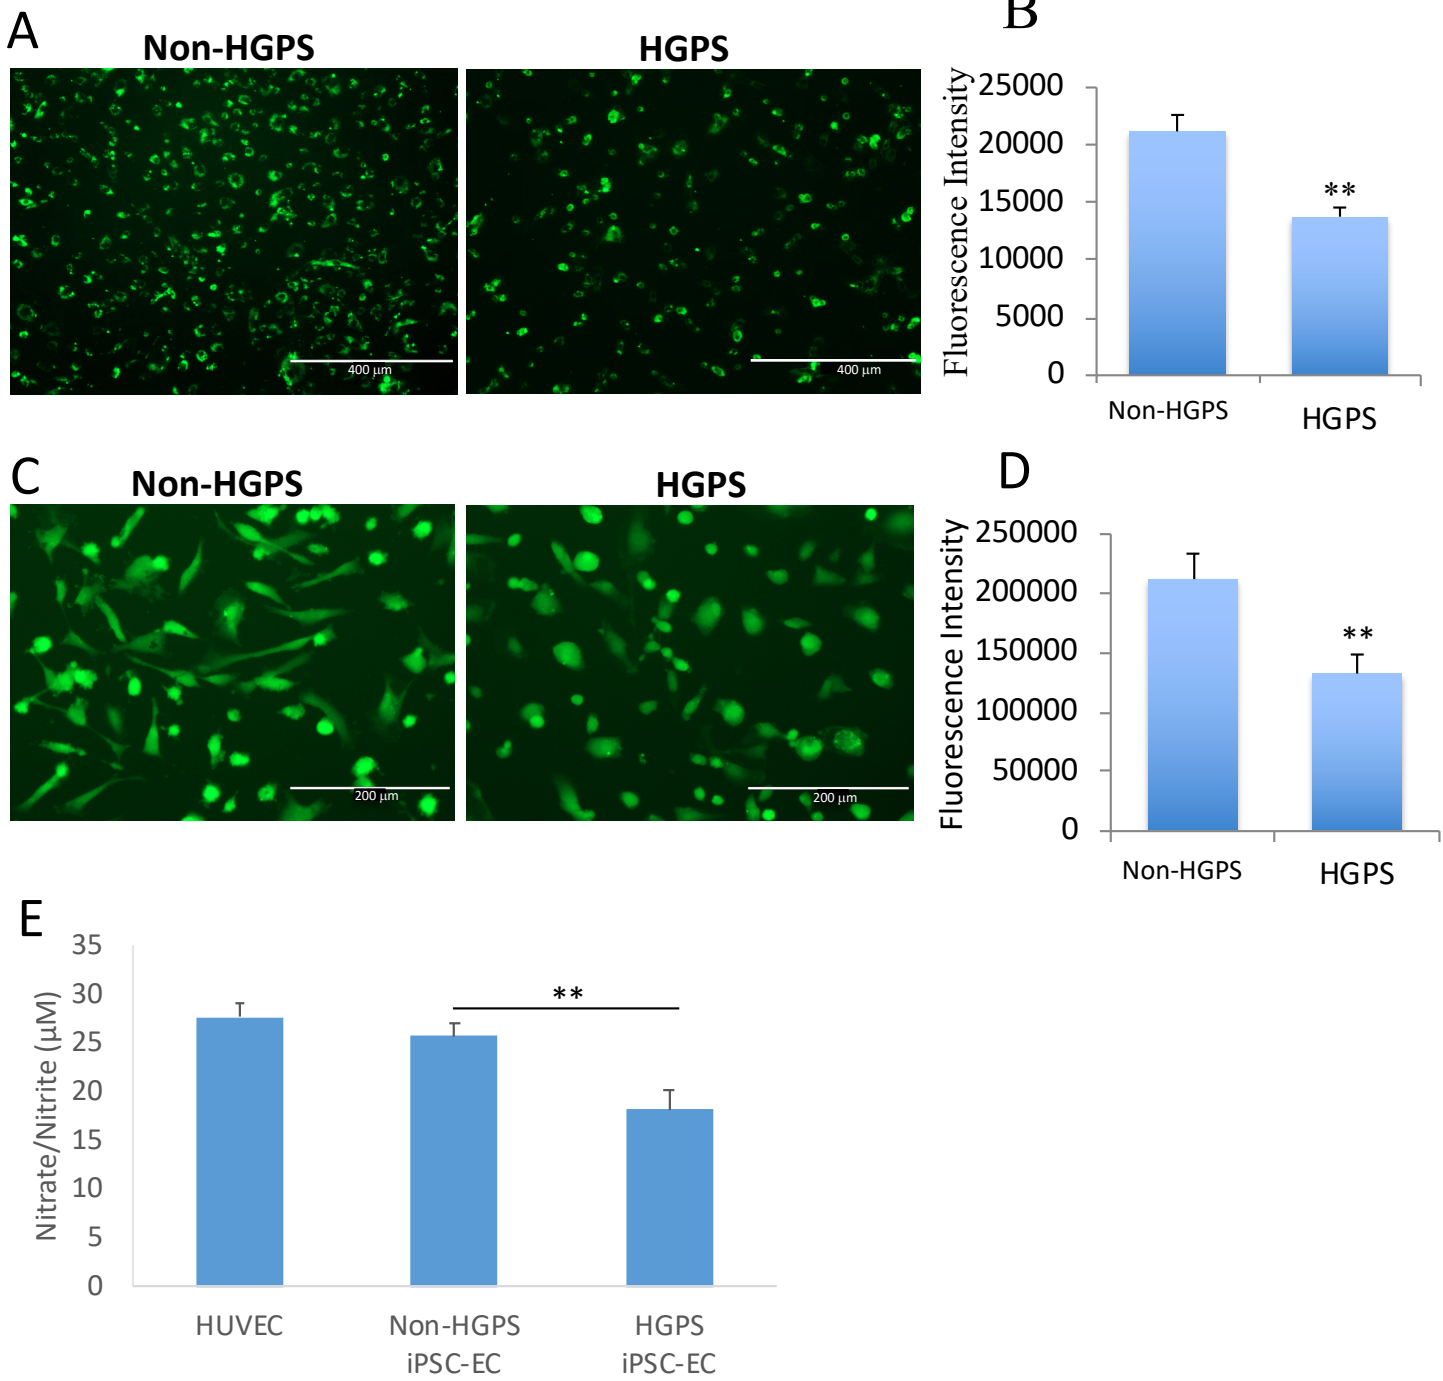 A
Non-HGPS
HGPS
400 µm
400 µm
B
Fluorescence Intensity
25000
20000
15000
10000
5000
0
**
Non-HGPS
HGPS
C
Non-HGPS
HGPS
200 µm
200 µm
D
Fluorescence Intensity
250000
200000
150000
100000
50000
0
**
Non-HGPS
HGPS
E
Nitrate/Nitrite (µM)
35
30
25
20
15
10
5
0
**
HUVEC
Non-HGPS
iPSC-EC
HGPS
iPSC-EC